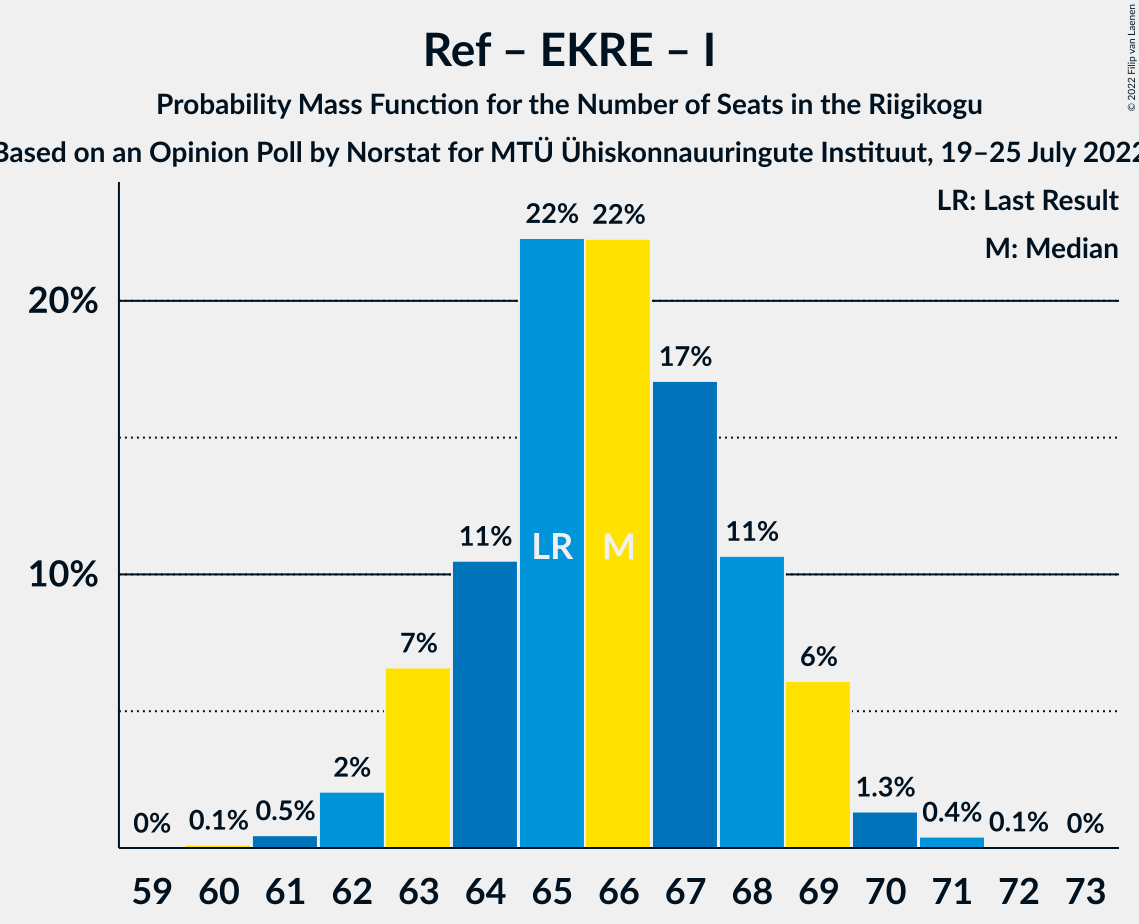 Ref – EKRE – I
Probability Mass Function for the Number of Seats in the Riigikogu
Based on an Opinion Poll by Norstat for MTÜ Ühiskonnauuringute Instituut, 19–25 July 2022
© 2022 Filip van Laenen
LR: Last Result
M: Median
22% 22%
20%
17%
11% 11%
LR M
10%
7% 6%
2% 1.3%
0% 0.1% 0.5% 0.4% 0.1% 0%
59 60 61 62 63 64 65 66 67 68 69 70 71 72 73